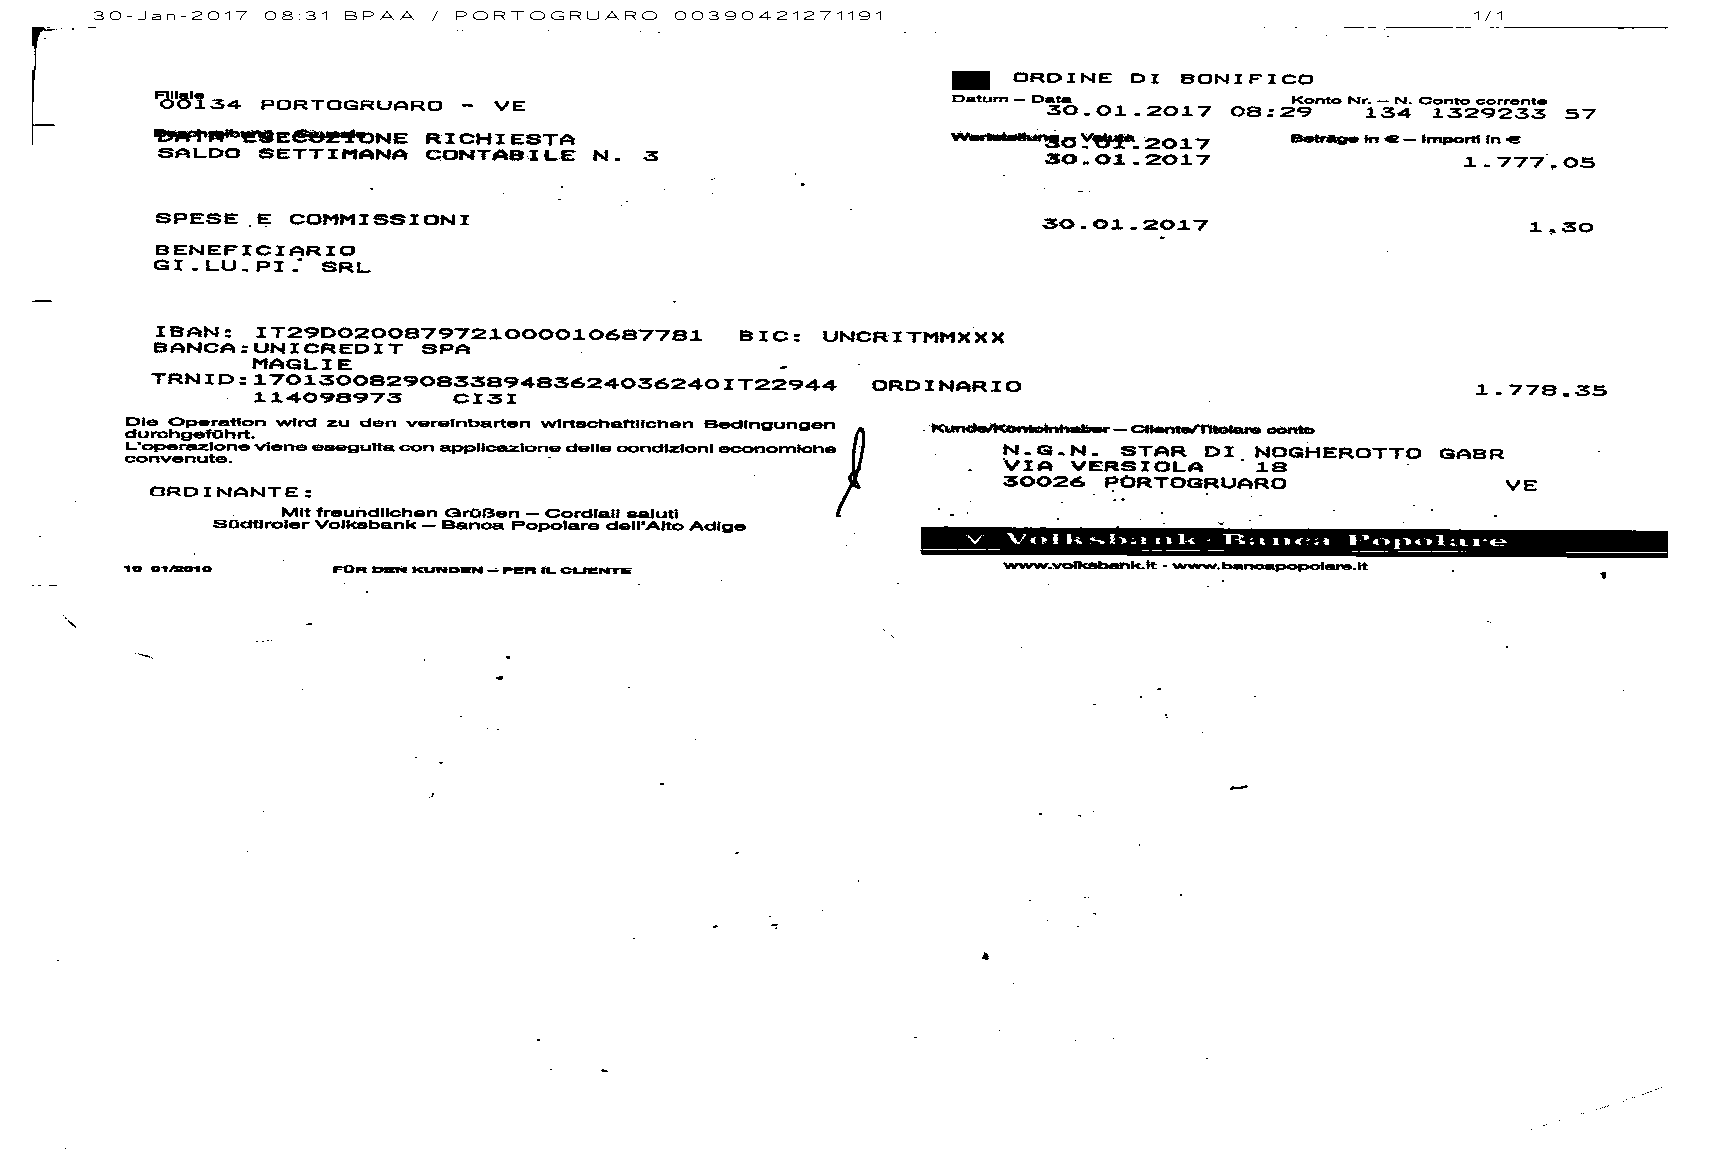 30-Jan-2017 08:31 BPAA / PORTOGRUARO 00390421271191 1/1
ORDINE DI BONIFICO
Filiale
00134 PORTOGRUARO - VE
Datum – Data Konto Nr. – N. Conto corrente
30.01.2017 08:29 134 1329233 57
DATA ESECUZIONE RICHIESTA
Wertstellung – Valuta 30.01.2017 Beträge in € – Importi in €
SALDO SETTIMANA CONTABILE N. 3 30.01.2017 1.777,05
SPESE E COMMISSIONI 30.01.2017 1,30
BENEFICIARIO
GI.LU.PI. SRL
IBAN: IT29D0200879721000010687781 BIC: UNCRITMMXXX
BANCA:UNICREDIT SPA
MAGLIE
TRNID:1701300829083389483624036240IT22944 ORDINARIO 1.778.35
114098973 CI3I
Die Operation wird zu den vereinbarten wirtschaftlichen Bedingungen
durchgeführt.
L'operazione viene eseguita con applicazione delle condizioni economiche
convenute.
Kunde/Kontoinhaber – Cliente/Titolare conto
N.G.N. STAR DI NOGHEROTTO GABR
VIA VERSIOLA 18
30026 PORTOGRUARO VE
ORDINANTE:
Mit freundlichen Grüßen – Cordiali saluti
Südtiroler Volksbank – Banca Popolare dell'Alto Adige
V Volksbank-Banca Popolare
10 01/2010 FÜR DEN KUNDEN – PER IL CLIENTE
www.volksbank.it - www.bancapopolare.it